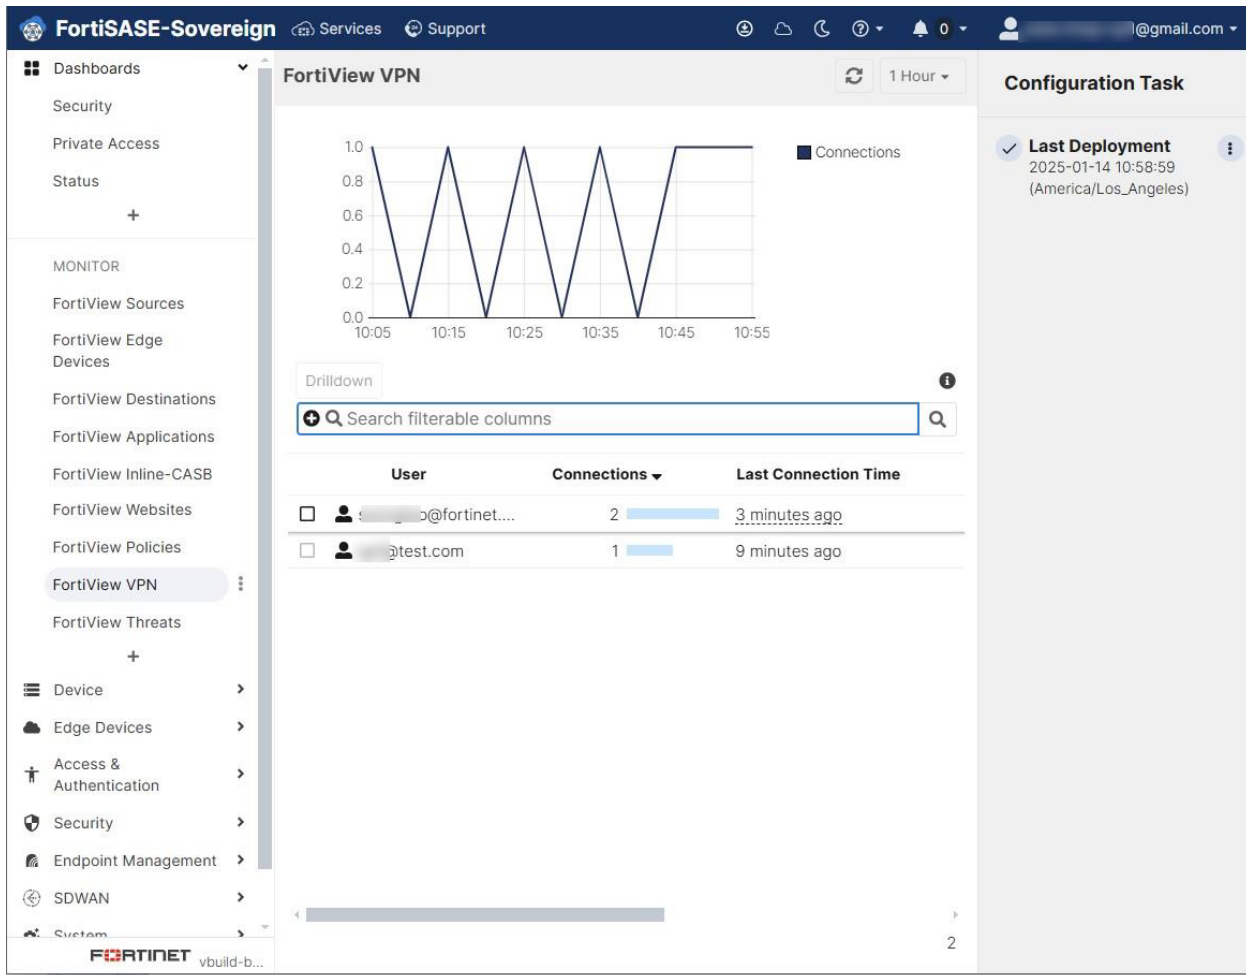 FortiSASE-Sovereign Services Support 0 @gmail.com
Dashboards
Security
Private Access
Status
MONITOR
FortiView Sources
FortiView Edge
Devices
FortiView Destinations
FortiView Applications
FortiView Inline-CASB
FortiView Websites
FortiView Policies
FortiView VPN
FortiView Threats
Device
Edge Devices
Access &
Authentication
Security
Endpoint Management
SDWAN
System
FORTINET vbuild-b...
FortiView VPN 1 Hour
1.0
0.8
0.6
0.4
0.2
0.0
10:05 10:15 10:25 10:35 10:45 10:55
Connections
Drilldown
Search filterable columns
User Connections Last Connection Time
@fortinet.... 2 3 minutes ago
@test.com 1 9 minutes ago
2
Configuration Task
Last Deployment
2025-01-14 10:58:59
(America/Los_Angeles)